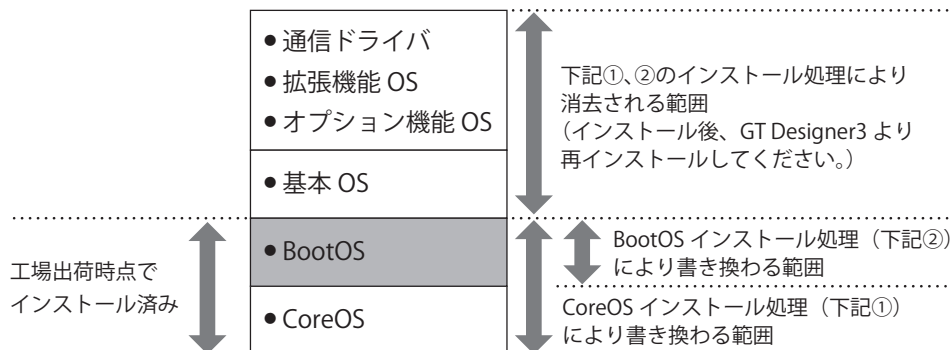 ● 通信ドライバ
● 拡張機能 OS
● オプション機能 OS
● 基本 OS
● BootOS
● CoreOS
工場出荷時点で
インストール済み
下記①、②のインストール処理により
消去される範囲
（インストール後、GT Designer3 より
再インストールしてください。）
BootOS インストール処理（下記②）
により書き換わる範囲
CoreOS インストール処理（下記①）
により書き換わる範囲